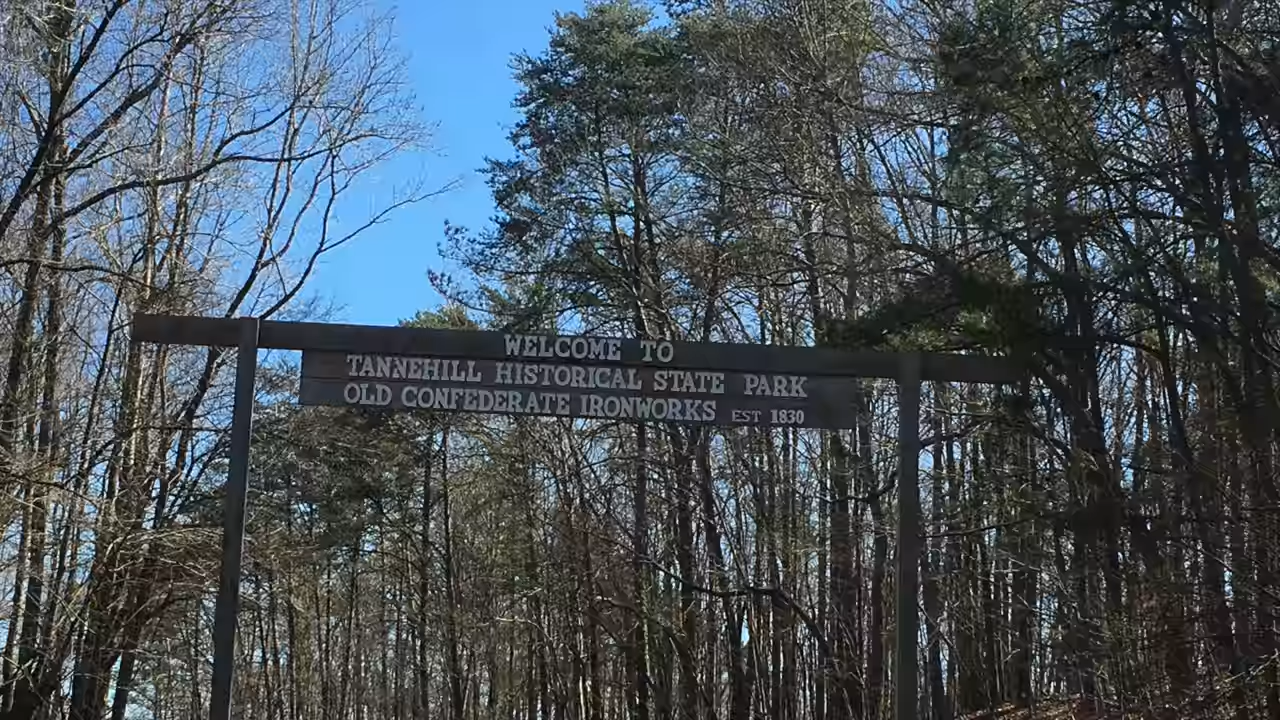 WELCOME TO
TANNEHILL HISTORICAL STATE PARK
OLD CONFEDERATE IRONWORKS EST 1830